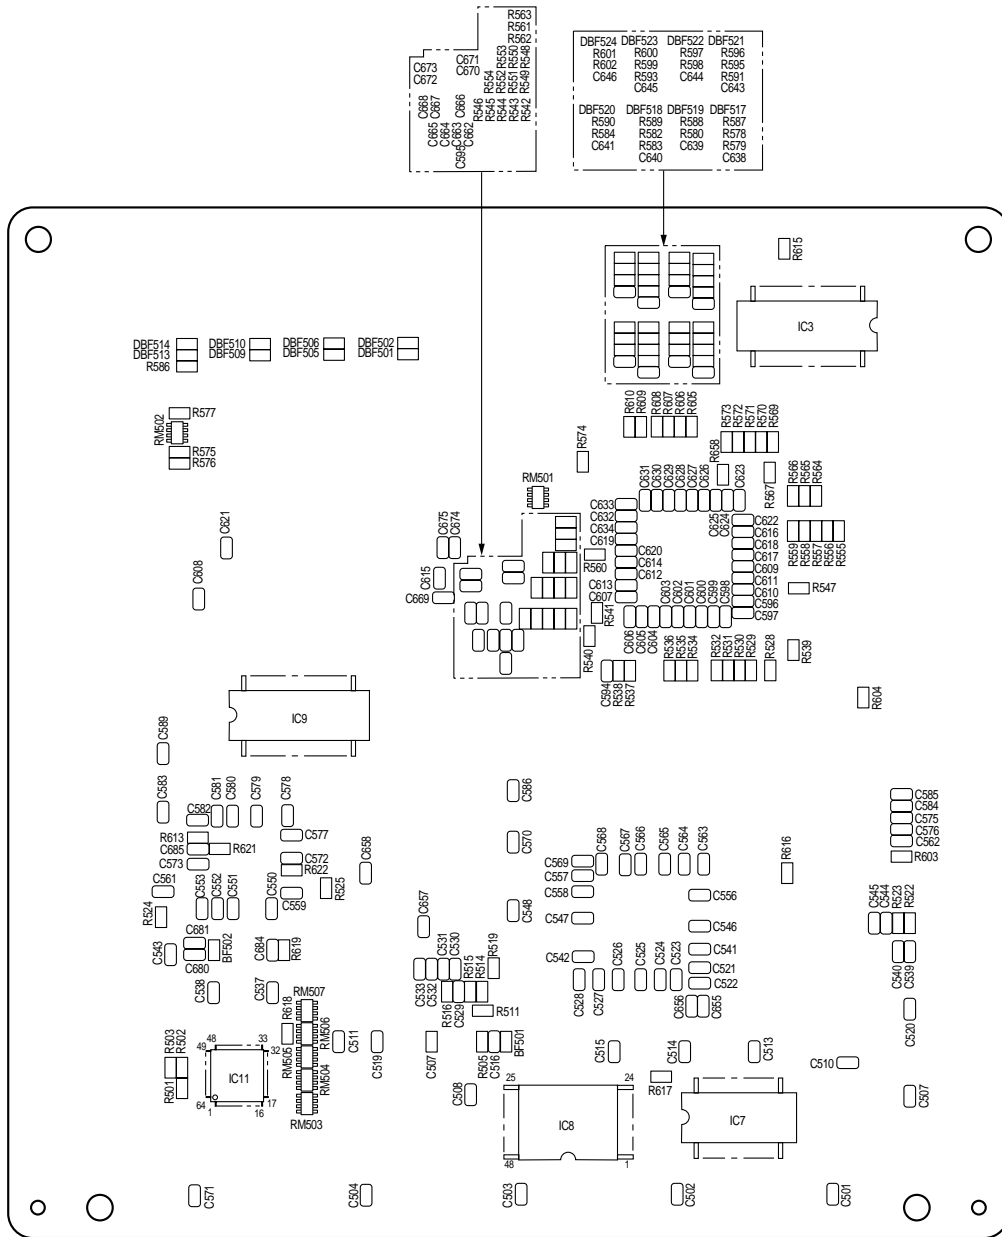 R563
R561
R562
C673
C672
C671
C670
R554
R552 R553
R551 R550
R549 R548
C668
C667
C666
R546
R545
R544
R543
R542
C665
C664
C663
C662
C595
DBF524 DBF523 DBF522 DBF521
R601 R600 R597 R596
R602 R599 R598 R595
C646 R593 C644 R591
C645 C643
DBF520 DBF518 DBF519 DBF517
R590 R589 R588 R587
R584 R582 R580 R578
C641 R583 C639 R579
C640 C638
R615
IC3
DBF514 DBF510 DBF506 DBF502
DBF513 DBF509 DBF505 DBF501
R586
R577
RM502
R575
R576
R610
R609
R608
R607
R606
R605
R573
R572
R571
R570
R569
R574
R658
R567
R566
R565
R564
RM501
C631
C630
C629
C628
C627
C626
C623
C625
C624
C633
C632
C634
C619
C620
C614
C612
C613
C607
C622
C616
C618
C617
C609
C611
C610
C596
C597
R559
R558
R557
R556
R555
R560
R547
C621
C608
C675
C674
C615
C669
R541
R540
C603
C602
C601
C600
C599
C598
C606
C605
C604
R536
R535
R534
R532
R531
R530
R529
R528
R539
C594
R538
R537
R604
IC9
C589
C583
C582
C581
C580
C579
C578
C577
C586
C570
R613
C685
R621
C573
C572
R622
C658
C561
C553
C552
C551
C550
C559
R525
R524
C548
C657
C569
C568
C567
C566
C565
C564
C563
C557
C558
C556
C547
C546
R616
C585
C584
C575
C576
C562
R603
C545
C544
R523
R522
C543
C681
C680
BF502
C684
R619
C538
C537
R618
C531
C530
R515
R514
R519
C533
C532
R516
C529
R511
C542
C528
C527
C526
C525
C524
C523
C541
C521
C522
C656
C655
C540
C539
C520
RM507
RM506
RM505
RM504
RM503
C511
C519
C507
R505
C516
BF501
C508
C515
C514
C513
C510
C507
R503
R502
R501
49 48 33 32
IC11
64 1 16 17
25 24
IC8
48 1
R617
IC7
C571
C504
C503
C502
C501